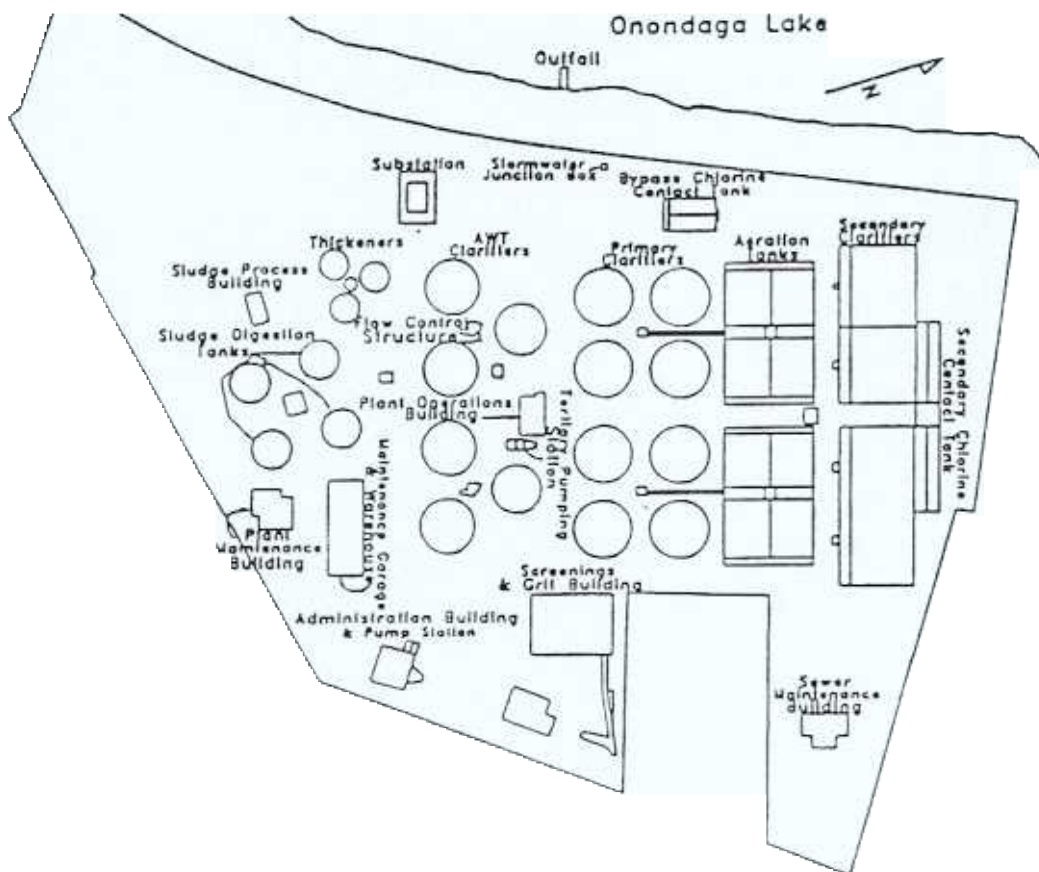 Onondaga Lake
Outfall
N
Substation
Stormwater
Junction Box
Bypass Chlorine
Contact Tank
Secondary
Clarifiers
Thickeners
AWT
Clarifiers
Primary
Clarifiers
Aeration
Tanks
Sludge Process
Building
Flow Control
Structure
Sludge Digestion
Tanks
Secondary Chlorine
Contact Tank
Plant Operations
Building
Tertiary Pumping
Station
Maintenence Garage
& Warehouse
Plant
Maintenance
Building
Screenings
& Grit Building
Administration Building
& Pump Station
Sewer
Maintenance
Building